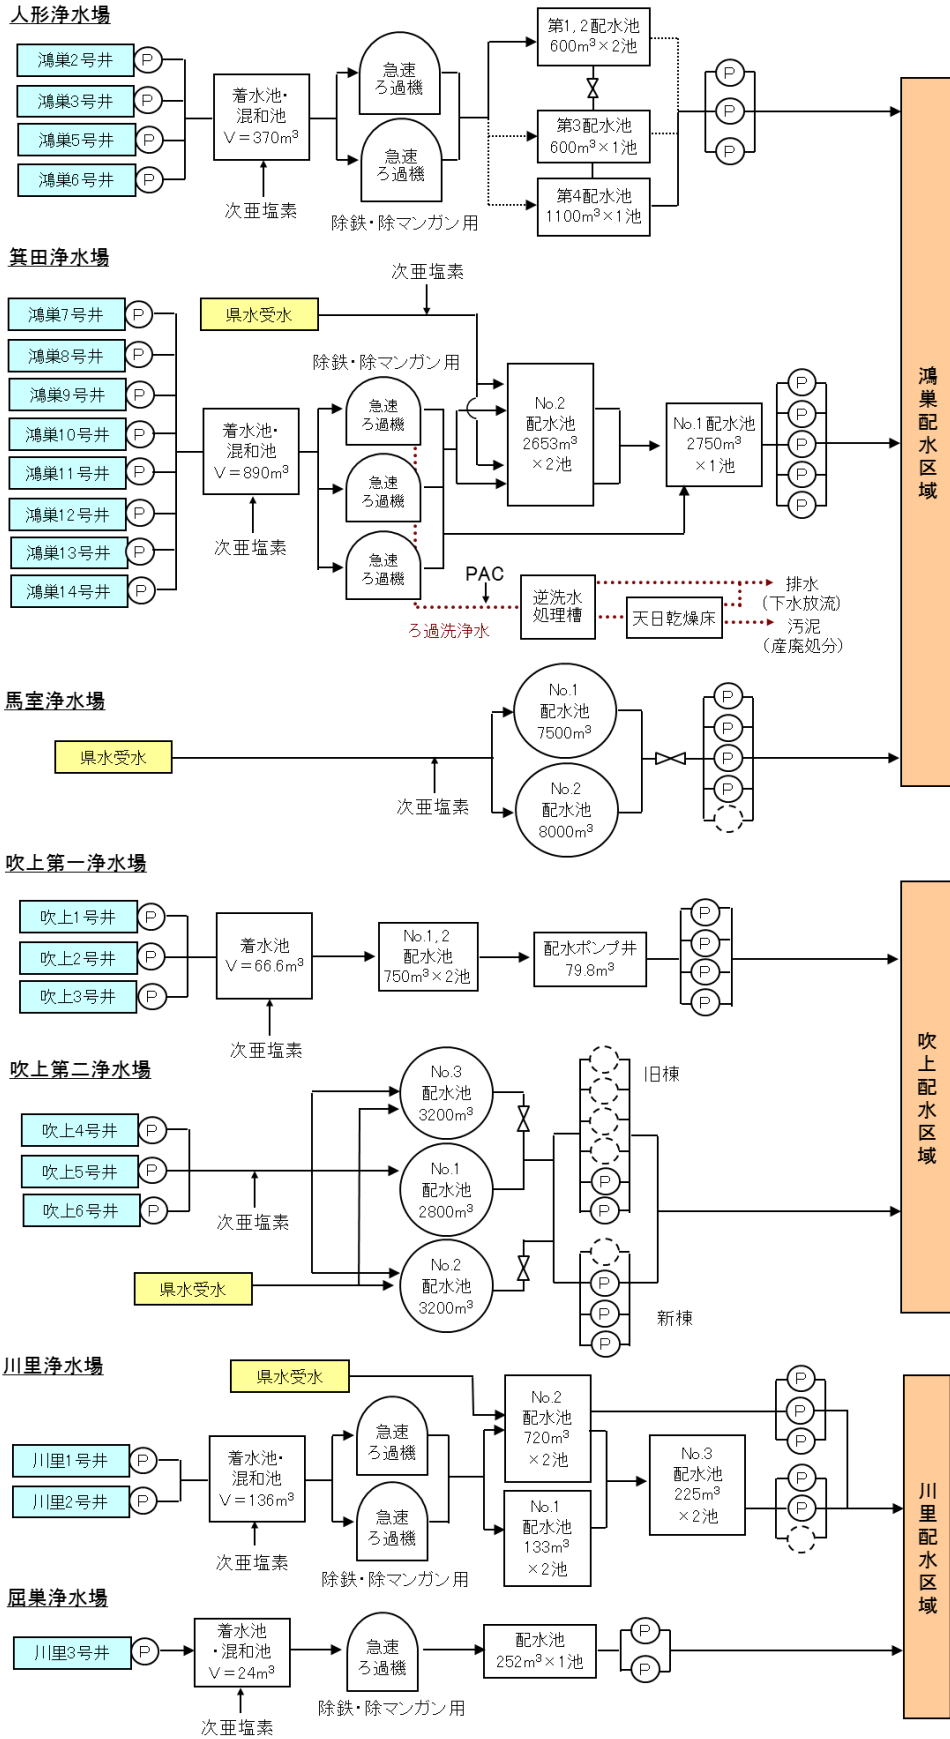 人形浄水場
鴻巣2号井
P
鴻巣3号井
P
鴻巣5号井
P
鴻巣6号井
P
着水池・
混和池
V＝370m³
次亜塩素
急速
ろ過機
急速
ろ過機
除鉄・除マンガン用
第1,2配水池
600m³×2池
第3配水池
600m³×1池
第4配水池
1100m³×1池
P
P
P
鴻巣配水区域
箕田浄水場
鴻巣7号井
P
鴻巣8号井
P
鴻巣9号井
P
鴻巣10号井
P
鴻巣11号井
P
鴻巣12号井
P
鴻巣13号井
P
鴻巣14号井
P
県水受水
次亜塩素
除鉄・除マンガン用
着水池・
混和池
V＝890m³
次亜塩素
急速
ろ過機
急速
ろ過機
急速
ろ過機
No.2
配水池
2653m³
×2池
No.1配水池
2750m³
×1池
P
P
P
P
P
PAC
ろ過洗浄水
逆洗水
処理槽
天日乾燥床
排水
（下水放流）
汚泥
（産廃処分）
馬室浄水場
県水受水
次亜塩素
No.1
配水池
7500m³
No.2
配水池
8000m³
P
P
P
P
吹上第一浄水場
吹上1号井
P
吹上2号井
P
吹上3号井
P
着水池
V＝66.6m³
次亜塩素
No.1,2
配水池
750m³×2池
配水ポンプ井
79.8m³
P
P
P
P
吹上配水区域
吹上第二浄水場
吹上4号井
P
吹上5号井
P
吹上6号井
P
次亜塩素
県水受水
No.3
配水池
3200m³
No.1
配水池
2800m³
No.2
配水池
3200m³
旧棟
P
P
P
P
P
新棟
川里浄水場
県水受水
川里1号井
P
川里2号井
P
着水池・
混和池
V＝136m³
次亜塩素
急速
ろ過機
急速
ろ過機
除鉄・除マンガン用
No.2
配水池
720m³
×2池
No.1
配水池
133m³
×2池
No.3
配水池
225m³
×2池
P
P
P
P
P
川里配水区域
屈巣浄水場
川里3号井
P
着水池
・混和池
V＝24m³
次亜塩素
急速
ろ過機
除鉄・除マンガン用
配水池
252m³×1池
P
P